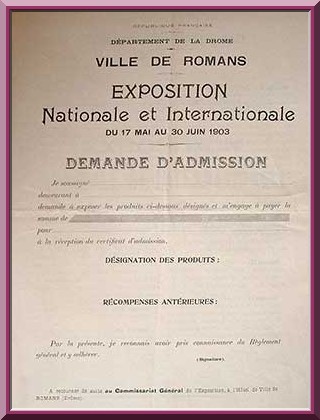 RÉPUBLIQUE FRANÇAISE
DÉPARTEMENT DE LA DROME
VILLE DE ROMANS
EXPOSITION
Nationale et Internationale
DU 17 MAI AU 30 JUIN 1903
DEMANDE D'ADMISSION
Je soussigné
demeurant à
demande à exposer les produits ci-dessous désignés et m'engage à payer la
somme de
pour
à la réception du certificat d'admission.
DÉSIGNATION DES PRODUITS :
RÉCOMPENSES ANTÉRIEURES :
Par la présente, je reconnais avoir pris connaissance du Règlement
général et y adhérer.
(Signature).
A retourner de suite au Commissariat Général de l'Exposition, à l'Hôtel de Ville de
ROMANS (Drôme)